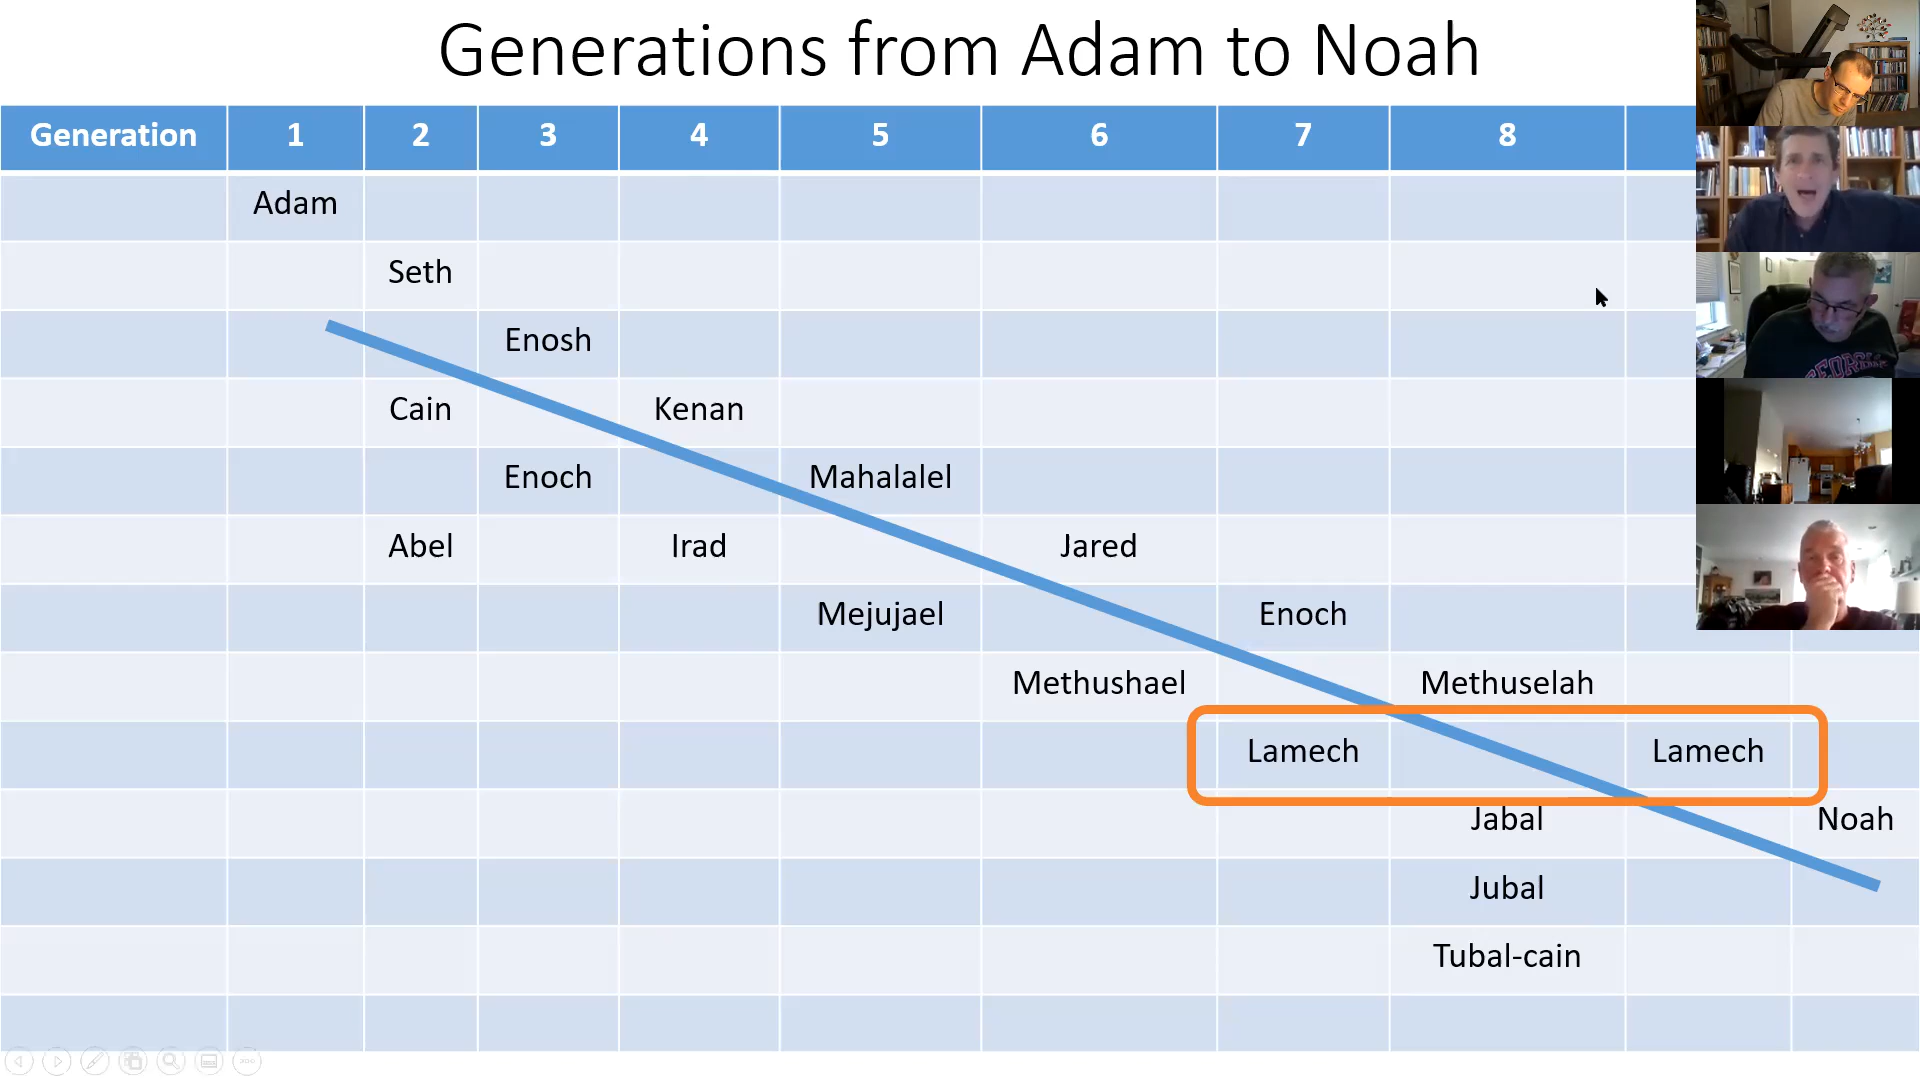 Generations from Adam to Noah
Generation 1 2 3 4 5 6 7 8
Adam
Seth
Enosh
Cain Kenan
Enoch Mahalalel
Abel Irad Jared
Mejujael Enoch
Methushael Methuselah
Lamech Lamech
Jabal Noah
Jubal
Tubal-cain